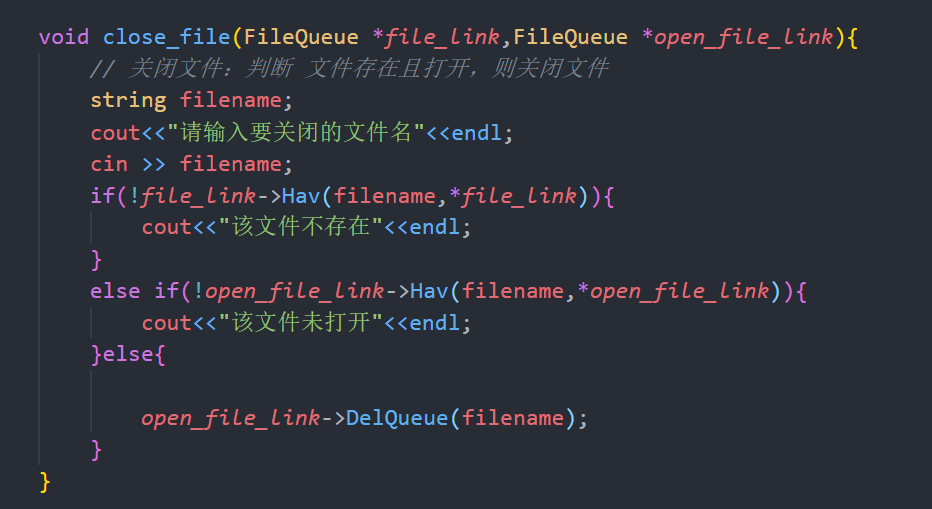 void close_file(FileQueue *file_link,FileQueue *open_file_link){
// 关闭文件：判断 文件存在且打开，则关闭文件
string filename;
cout<<"请输入要关闭的文件名"<<endl;
cin >> filename;
if(!file_link->Hav(filename,*file_link)){
cout<<"该文件不存在"<<endl;
}
else if(!open_file_link->Hav(filename,*open_file_link)){
cout<<"该文件未打开"<<endl;
}else{
open_file_link->DelQueue(filename);
}
}